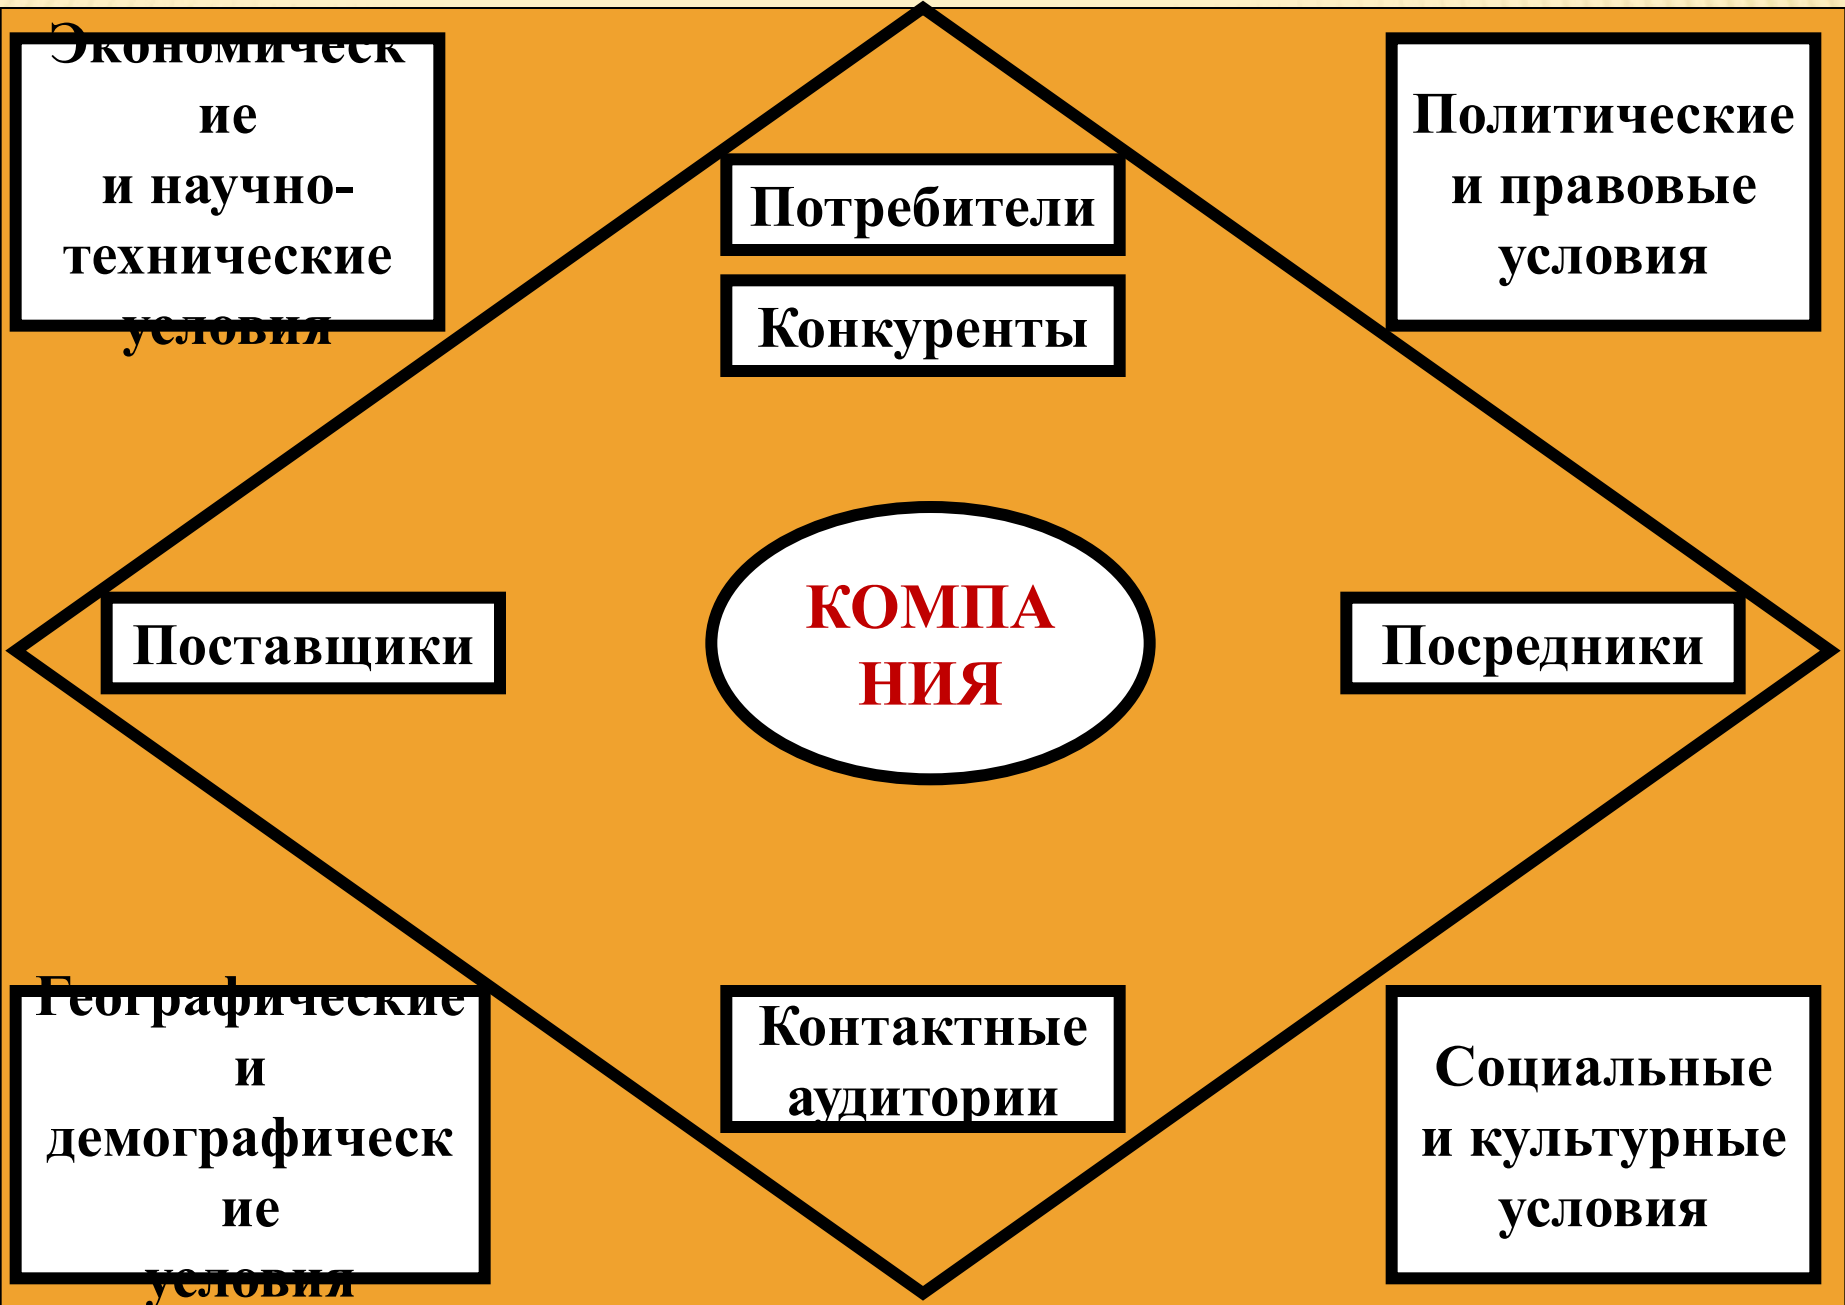 Экономическ
ие
и научно-
технические
условия
Политические
и правовые
условия
Потребители
Конкуренты
Поставщики
КОМПА
НИЯ
Посредники
Географические
и
демографическ
ие
условия
Контактные
аудитории
Социальные
и культурные
условия